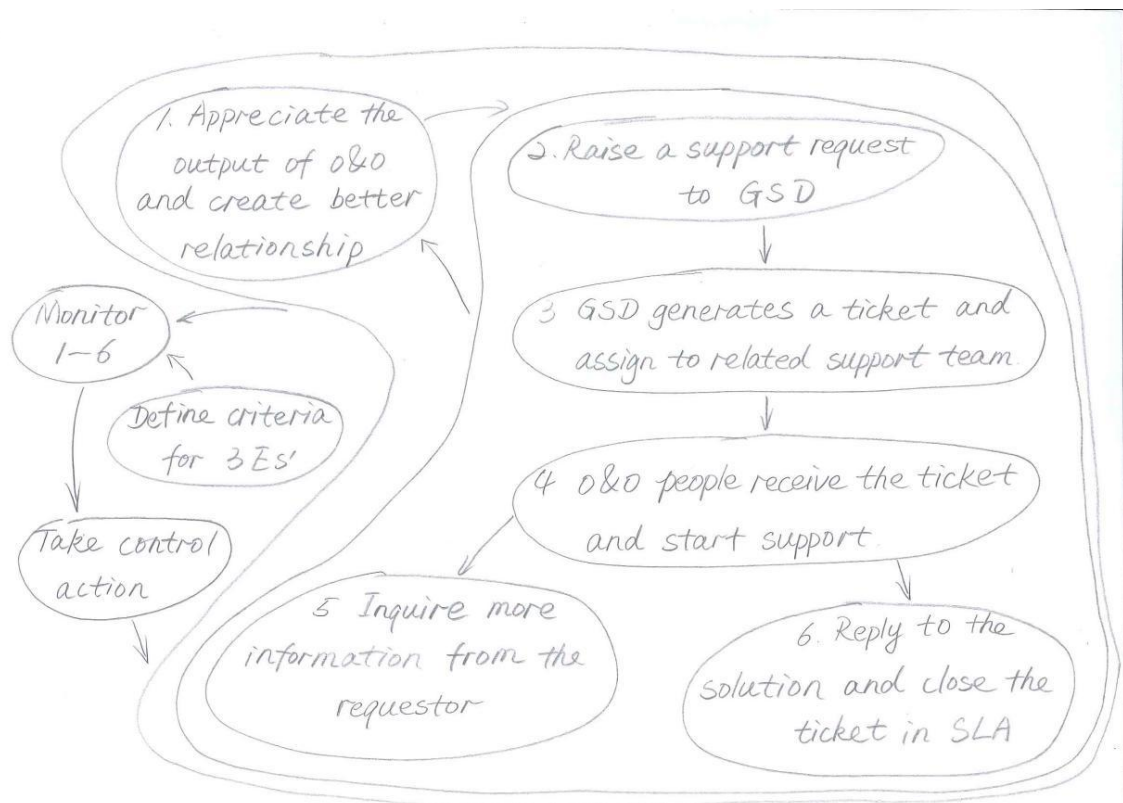 1. Appreciate the
output of o&o
and create better
relationship
2. Raise a support request
to GSD
3 GSD generates a ticket and
assign to related support team
4 o&o people receive the ticket
and start support
5 Inquire more
information from the
requestor
6. Reply to the
solution and close the
ticket in SLA
Monitor
1-6
Define criteria
for 3 Es'
Take control
action